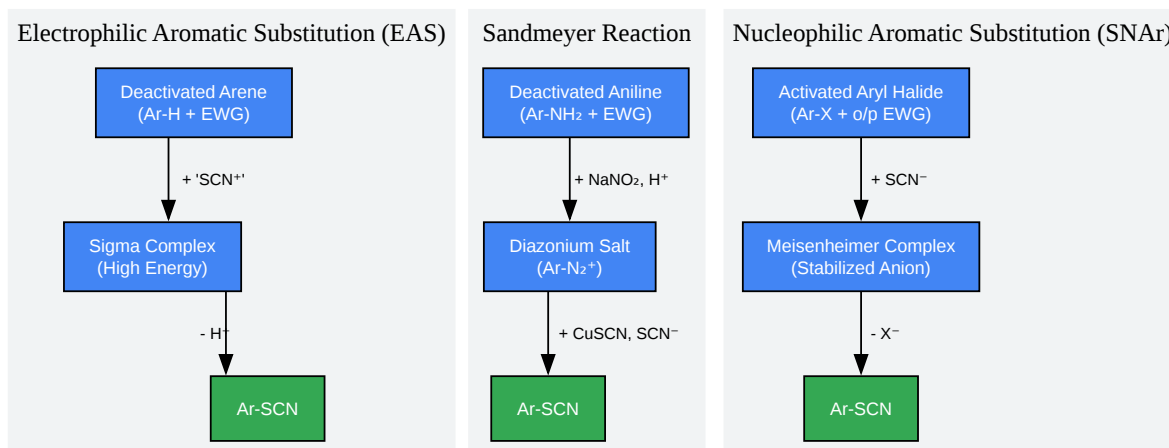 Electrophilic Aromatic Substitution (EAS)
Deactivated Arene
(Ar-H + EWG)
+ 'SCN⁺'
Sigma Complex
(High Energy)
- H⁺
Ar-SCN
Sandmeyer Reaction
Deactivated Aniline
(Ar-NH₂ + EWG)
+ NaNO₂, H⁺
Diazonium Salt
(Ar-N₂⁺)
+ CuSCN, SCN⁻
Ar-SCN
Nucleophilic Aromatic Substitution (SNAr)
Activated Aryl Halide
(Ar-X + o/p EWG)
+ SCN⁻
Meisenheimer Complex
(Stabilized Anion)
- X⁻
Ar-SCN